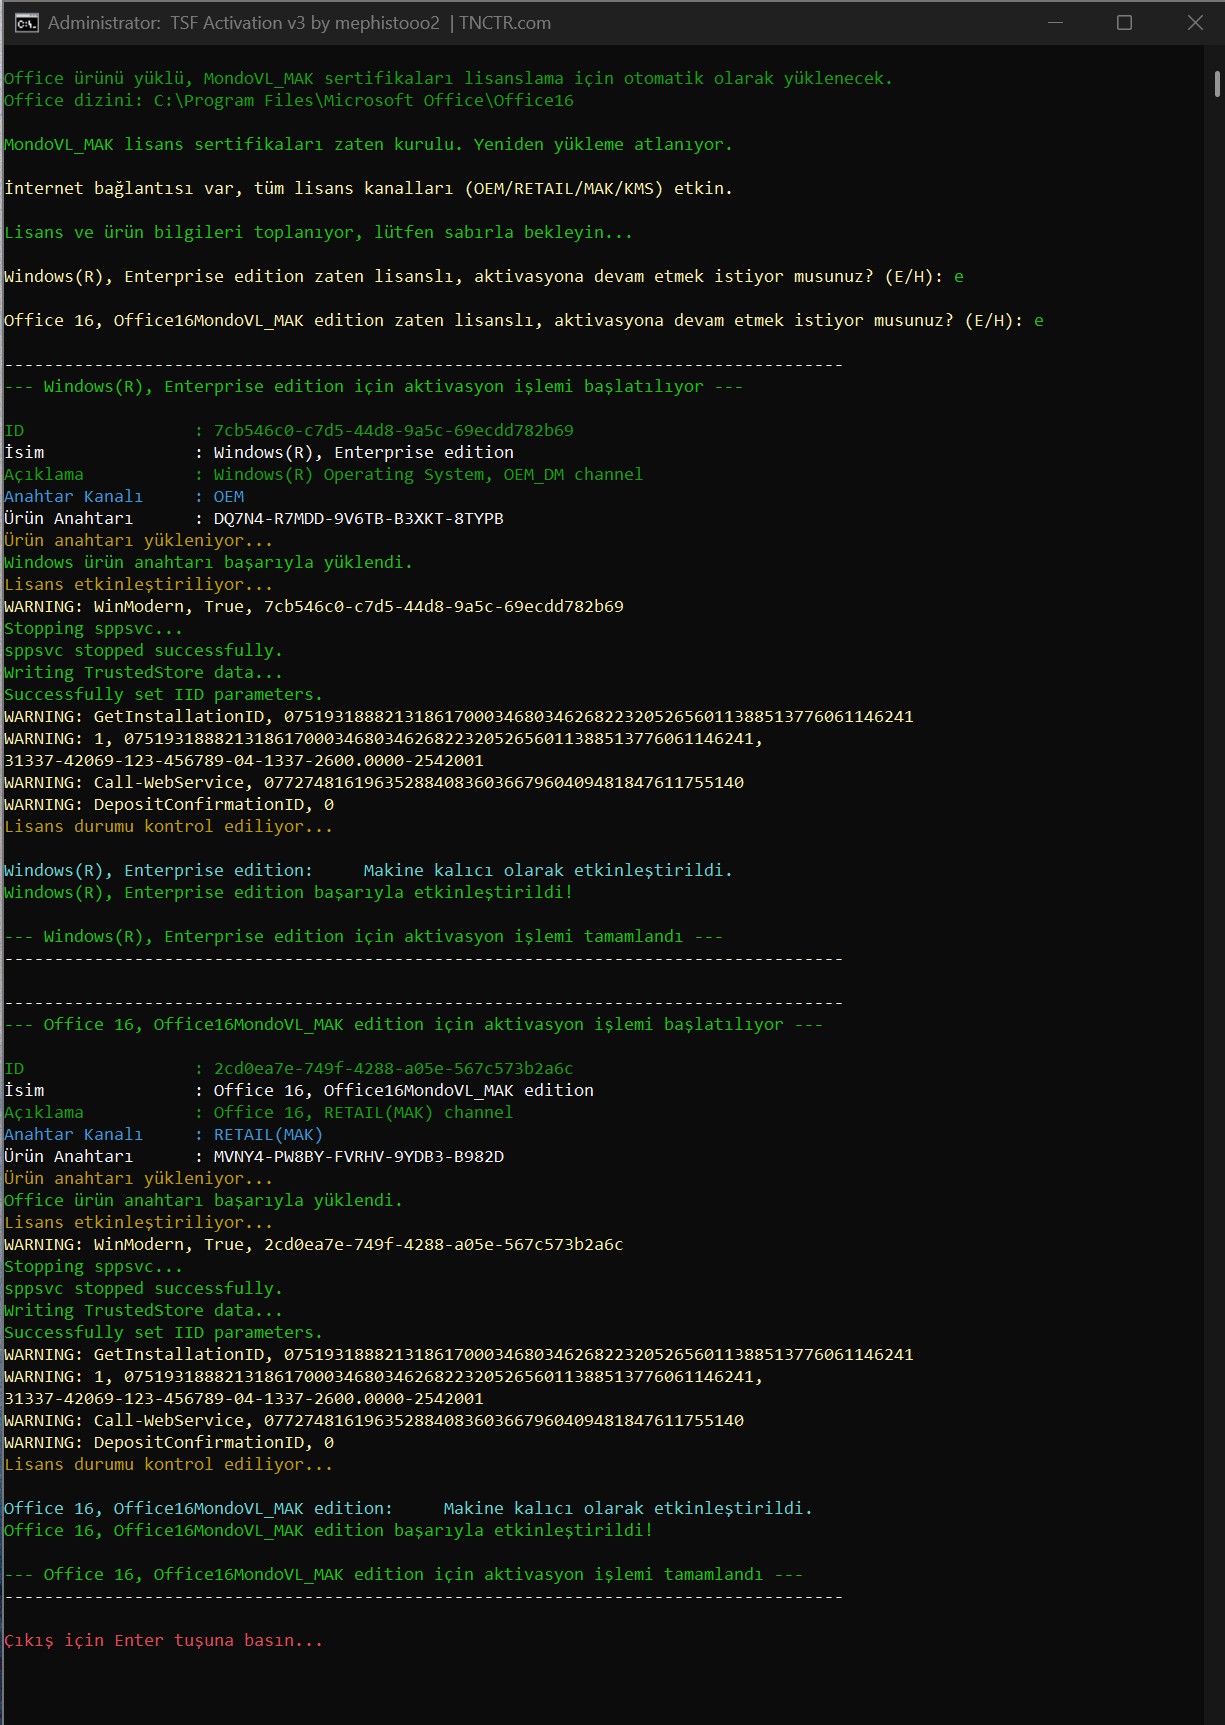 Administrator: TSF Activation v3 by mephistooo2 | TNCTR.com
Office ürünü yüklü, MondoVL_MAK sertifikaları lisanslama için otomatik olarak yüklenecek.
Office dizini: C:\Program Files\Microsoft Office\Office16
MondoVL_MAK lisans sertifikaları zaten kurulu. Yeniden yükleme atlanıyor.
İnternet bağlantısı var, tüm lisans kanalları (OEM/RETAIL/MAK/KMS) etkin.
Lisans ve ürün bilgileri toplanıyor, lütfen sabırla bekleyin...
Windows(R), Enterprise edition zaten lisanslı, aktivasyona devam etmek istiyor musunuz? (E/H): e
Office 16, Office16MondoVL_MAK edition zaten lisanslı, aktivasyona devam etmek istiyor musunuz? (E/H): e
------------------------------------------------------------------------------------
--- Windows(R), Enterprise edition için aktivasyon işlemi başlatılıyor ---
ID                 : 7cb546c0-c7d5-44d8-9a5c-69ecdd782b69
İsim               : Windows(R), Enterprise edition
Açıklama           : Windows(R) Operating System, OEM_DM channel
Anahtar Kanalı     : OEM
Ürün Anahtarı      : DQ7N4-R7MDD-9V6TB-B3XKT-8TYPB
Ürün anahtarı yükleniyor...
Windows ürün anahtarı başarıyla yüklendi.
Lisans etkinleştiriliyor...
WARNING: WinModern, True, 7cb546c0-c7d5-44d8-9a5c-69ecdd782b69
Stopping sppsvc...
sppsvc stopped successfully.
Writing TrustedStore data...
Successfully set IID parameters.
WARNING: GetInstallationID, 075193188821318617000346803462682232052656011388513776061146241
WARNING: 1, 075193188821318617000346803462682232052656011388513776061146241,
31337-42069-123-456789-04-1337-2600.0000-2542001
WARNING: Call-WebService, 077274816196352884083603667960409481847611755140
WARNING: DepositConfirmationID, 0
Lisans durumu kontrol ediliyor...
Windows(R), Enterprise edition:     Makine kalıcı olarak etkinleştirildi.
Windows(R), Enterprise edition başarıyla etkinleştirildi!
--- Windows(R), Enterprise edition için aktivasyon işlemi tamamlandı ---
------------------------------------------------------------------------------------
------------------------------------------------------------------------------------
--- Office 16, Office16MondoVL_MAK edition için aktivasyon işlemi başlatılıyor ---
ID                 : 2cd0ea7e-749f-4288-a05e-567c573b2a6c
İsim               : Office 16, Office16MondoVL_MAK edition
Açıklama           : Office 16, RETAIL(MAK) channel
Anahtar Kanalı     : RETAIL(MAK)
Ürün Anahtarı      : MVNY4-PW8BY-FVRHV-9YDB3-B982D
Ürün anahtarı yükleniyor...
Office ürün anahtarı başarıyla yüklendi.
Lisans etkinleştiriliyor...
WARNING: WinModern, True, 2cd0ea7e-749f-4288-a05e-567c573b2a6c
Stopping sppsvc...
sppsvc stopped successfully.
Writing TrustedStore data...
Successfully set IID parameters.
WARNING: GetInstallationID, 075193188821318617000346803462682232052656011388513776061146241
WARNING: 1, 075193188821318617000346803462682232052656011388513776061146241,
31337-42069-123-456789-04-1337-2600.0000-2542001
WARNING: Call-WebService, 077274816196352884083603667960409481847611755140
WARNING: DepositConfirmationID, 0
Lisans durumu kontrol ediliyor...
Office 16, Office16MondoVL_MAK edition:     Makine kalıcı olarak etkinleştirildi.
Office 16, Office16MondoVL_MAK edition başarıyla etkinleştirildi!
--- Office 16, Office16MondoVL_MAK edition için aktivasyon işlemi tamamlandı ---
------------------------------------------------------------------------------------
Çıkış için Enter tuşuna basın...